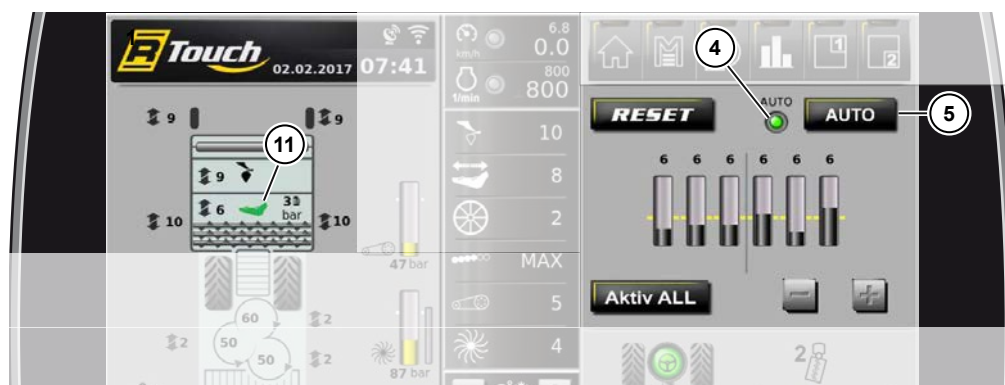 R Touch 02.02.2017 07:41
km/h 6.8
0.0
1/min 800
800
9 9
11
9
6 31 bar
10 10
47 bar
60 2
2 50
50 2
87 bar
10
8
2
MAX
5
4
1 2
4
RESET AUTO AUTO 5
6 6 6 6 6 6
Aktiv ALL − +
2